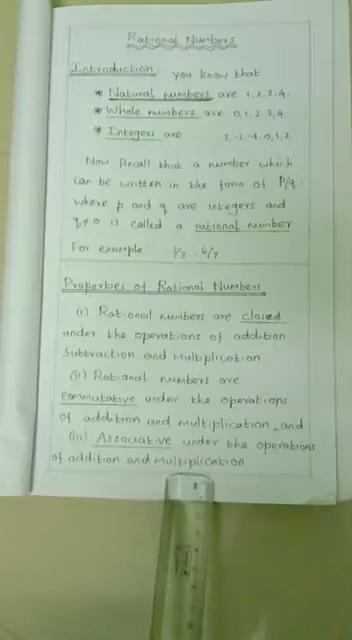 Rational Numbers
Introduction you know that
* Natural numbers are 1, 2, 3, 4.
* Whole numbers are 0, 1, 2, 3, 4
* Integers are -2, -1, 0, 1, 2.
Now Recall that a number which
can be written in the form of P/q.
where p and q are integers and
q≠0 is called a rational number
For example 2/3 . 6/7
Properties of Rational Numbers
(i) Rational numbers are closed
under the operations of addition
Subtraction and Multiplication
(ii) Rational numbers are
commutative under the operations
of addition and multiplication, and
(iii) Associative under the operations
of addition and multiplication